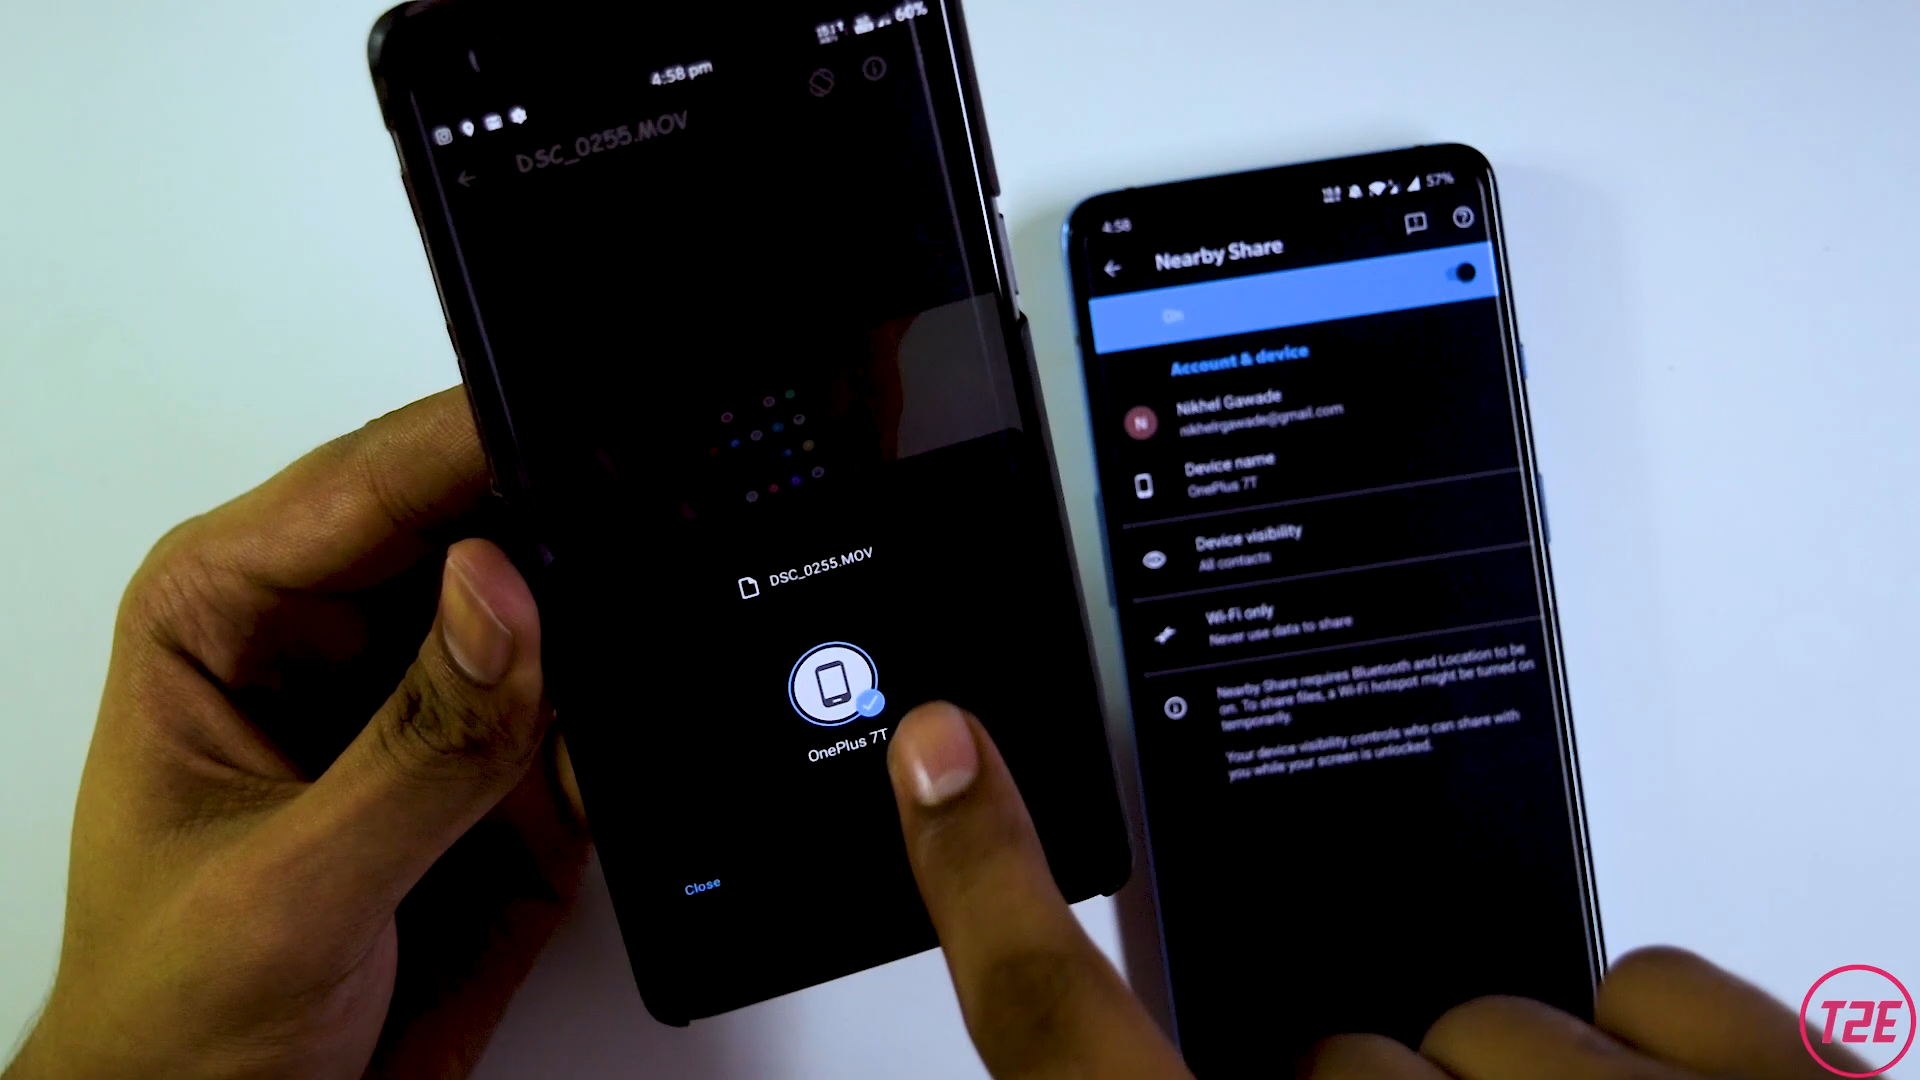 60%
4:58 pm
DSC_0255.MOV
DSC_0255.MOV
OnePlus 7T
Close
4:58
57%
Nearby Share
On
Account & device
N
Nikhel Gawade
nikhelrgawade@gmail.com
Device name
OnePlus 7T
Device visibility
All contacts
Wi-Fi only
Never use data to share
Nearby Share requires Bluetooth and Location to be
on. To share files, a Wi-Fi hotspot might be turned on
temporarily.
Your device visibility controls who can share with
you while your screen is unlocked.
T2E